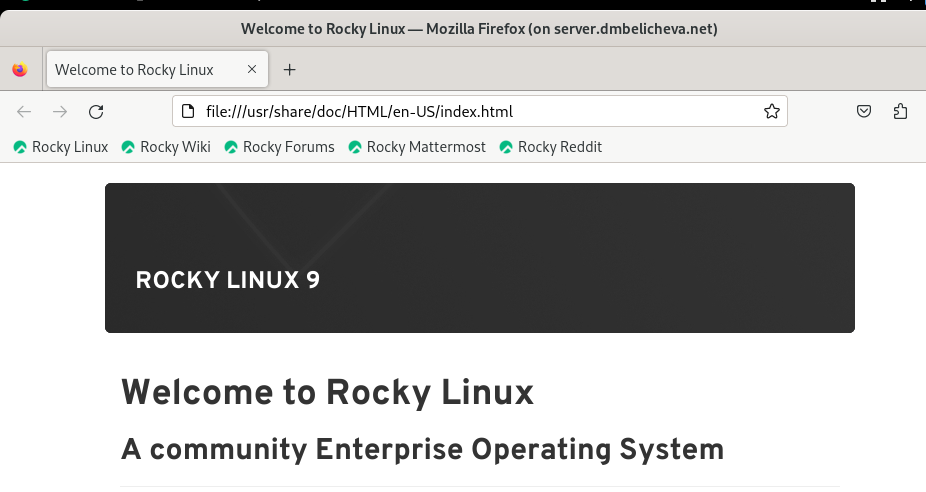 Welcome to Rocky Linux — Mozilla Firefox (on server.dmbelicheva.net)
Welcome to Rocky Linux
file:///usr/share/doc/HTML/en-US/index.html
Rocky Linux Rocky Wiki Rocky Forums Rocky Mattermost Rocky Reddit
ROCKY LINUX 9
Welcome to Rocky Linux
A community Enterprise Operating System